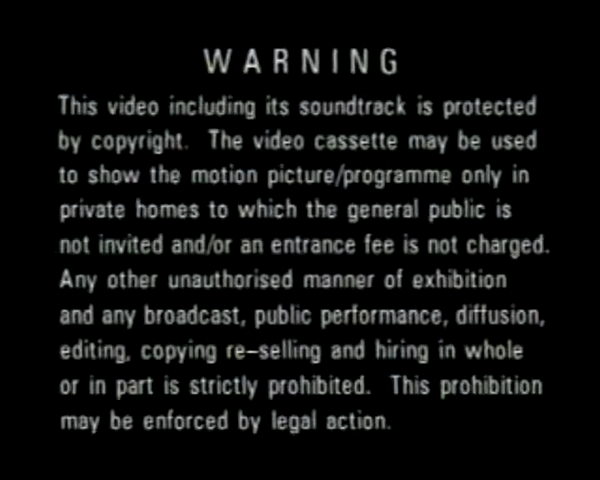 WARNING
This video including its soundtrack is protected
by copyright. The video cassette may be used
to show the motion picture/programme only in
private homes to which the general public is
not invited and/or an entrance fee is not charged.
Any other unauthorised manner of exhibition
and any broadcast, public performance, diffusion,
editing, copying re-selling and hiring in whole
or in part is strictly prohibited. This prohibition
may be enforced by legal action.